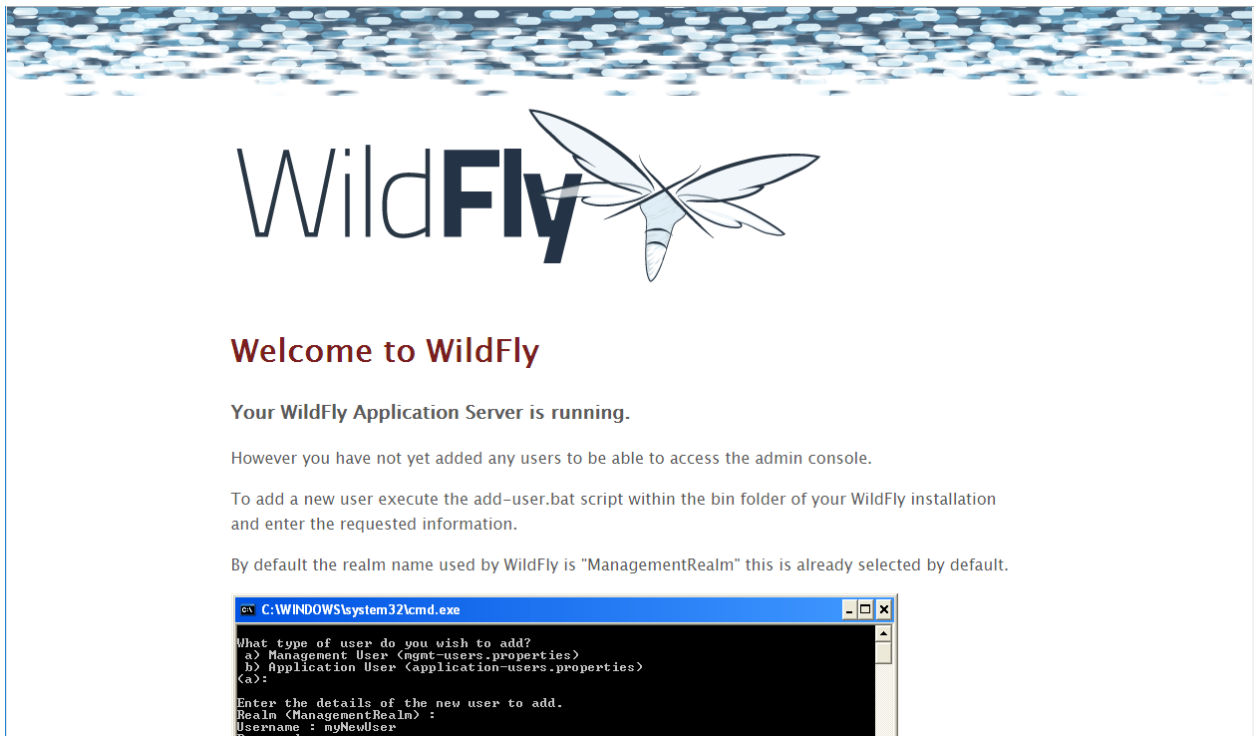 WildFly
Welcome to WildFly
Your WildFly Application Server is running.
However you have not yet added any users to be able to access the admin console.
To add a new user execute the add-user.bat script within the bin folder of your WildFly installation
and enter the requested information.
By default the realm name used by WildFly is "ManagementRealm" this is already selected by default.
C:\WINDOWS\system32\cmd.exe
What type of user do you wish to add?
a) Management User (mgmt-users.properties)
b) Application User (application-users.properties)
(a):
Enter the details of the new user to add.
Realm (ManagementRealm) :
Username : myNewUser